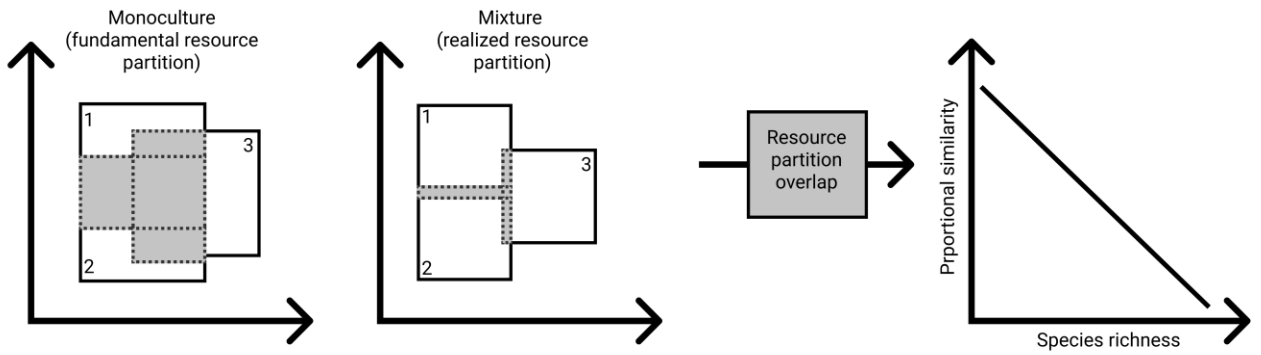 Monoculture
(fundamental resource
partition)
1
3
2
Mixture
(realized resource
partition)
1
3
2
Resource
partition
overlap
Prportional similarity
Species richness